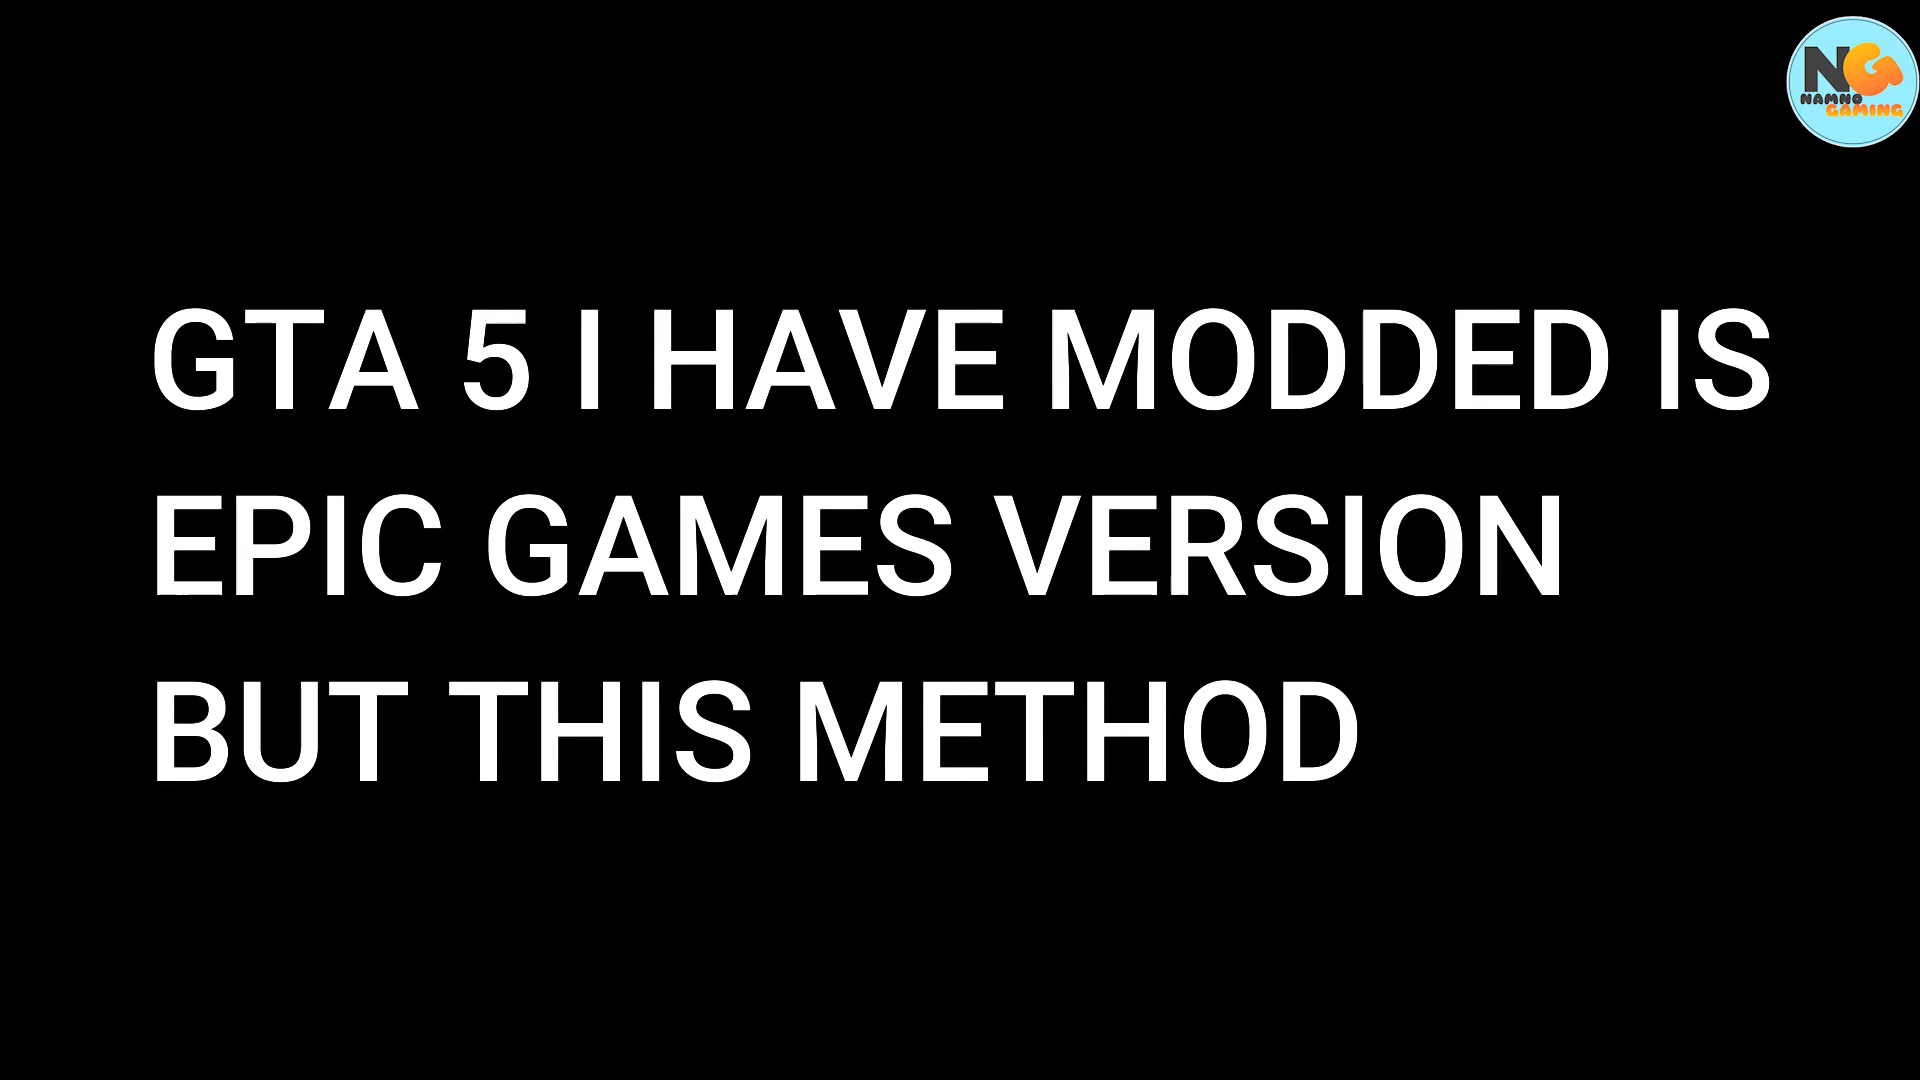 NG
NAMNO
GAMING
GTA 5 I HAVE MODDED IS
EPIC GAMES VERSION
BUT THIS METHOD